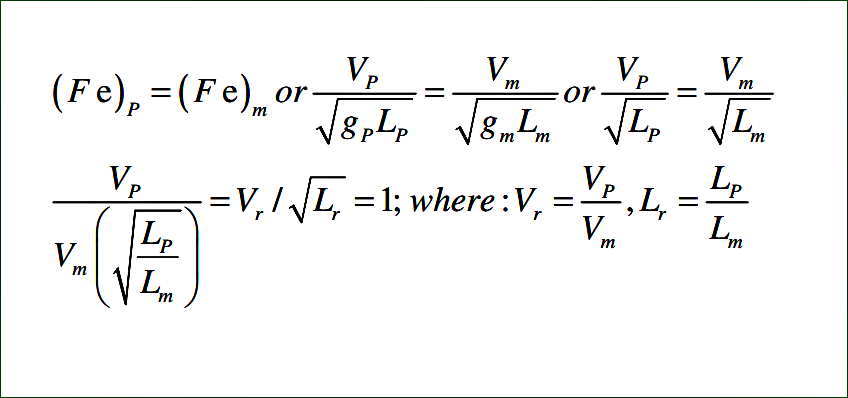 (Fe)_P = (Fe)_m or V_P / √(g_P L_P) = V_m / √(g_m L_m) or V_P / √L_P = V_m / √L_m
V_P / (V_m (√(L_P / L_m))) = V_r / √L_r = 1; where : V_r = V_P / V_m , L_r = L_P / L_m